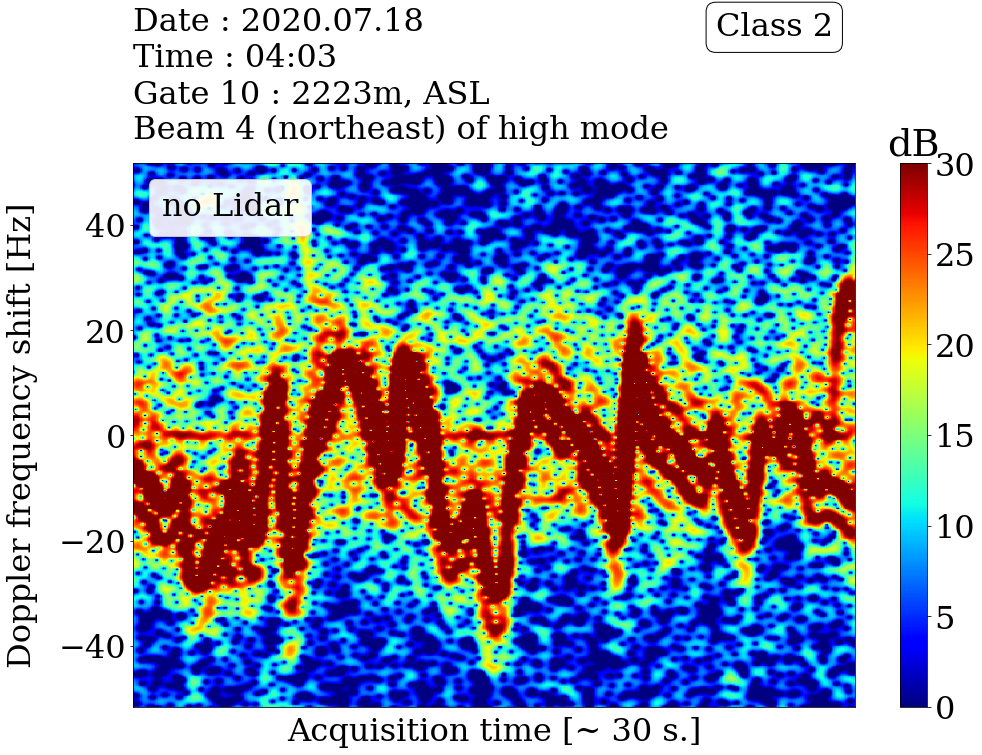 Date : 2020.07.18
Time : 04:03
Gate 10 : 2223m, ASL
Beam 4 (northeast) of high mode
Class 2
dB
no Lidar
Doppler frequency shift [Hz]
40
20
0
−20
−40
30
25
20
15
10
5
0
Acquisition time [~ 30 s.]